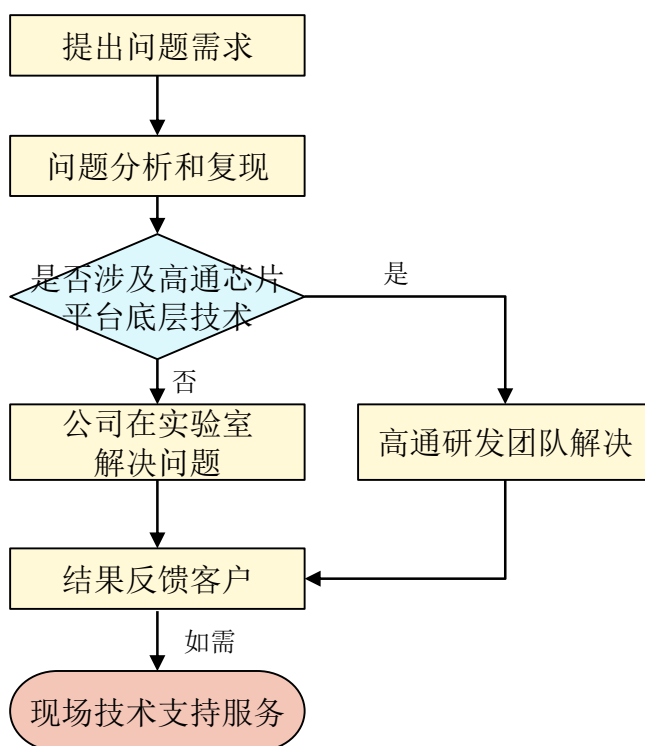 提出问题需求
问题分析和复现
是否涉及高通芯片
平台底层技术
是
否
公司在实验室
解决问题
高通研发团队解决
结果反馈客户
如需
现场技术支持服务